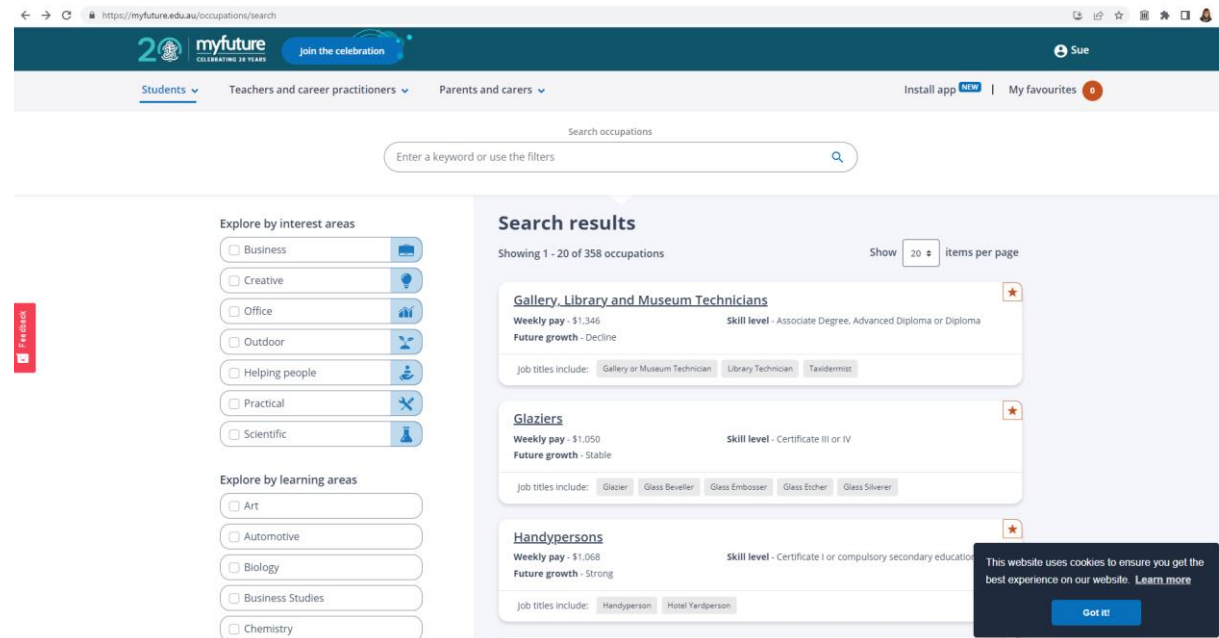 https://myfuture.edu.au/occupations/search
20 myfuture
CELEBRATING 20 YEARS
Join the celebration
Sue
Students
Teachers and career practitioners
Parents and carers
Install app NEW | My favourites 0
Search occupations
Enter a keyword or use the filters
Feedback
Explore by interest areas
Business
Creative
Office
Outdoor
Helping people
Practical
Scientific
Explore by learning areas
Art
Automotive
Biology
Business Studies
Chemistry
Search results
Showing 1 - 20 of 358 occupations
Show 20 items per page
Gallery, Library and Museum Technicians
Weekly pay - $1,346 Skill level - Associate Degree, Advanced Diploma or Diploma
Future growth - Decline
Job titles include: Gallery or Museum Technician Library Technician Taxidermist
Glaziers
Weekly pay - $1,050 Skill level - Certificate III or IV
Future growth - Stable
Job titles include: Glazier Glass Beveller Glass Embosser Glass Etcher Glass Silverer
Handypersons
Weekly pay - $1,068 Skill level - Certificate I or compulsory secondary education
Future growth - Strong
Job titles include: Handyperson Hotel Yardperson
This website uses cookies to ensure you get the
best experience on our website. Learn more
Got it!